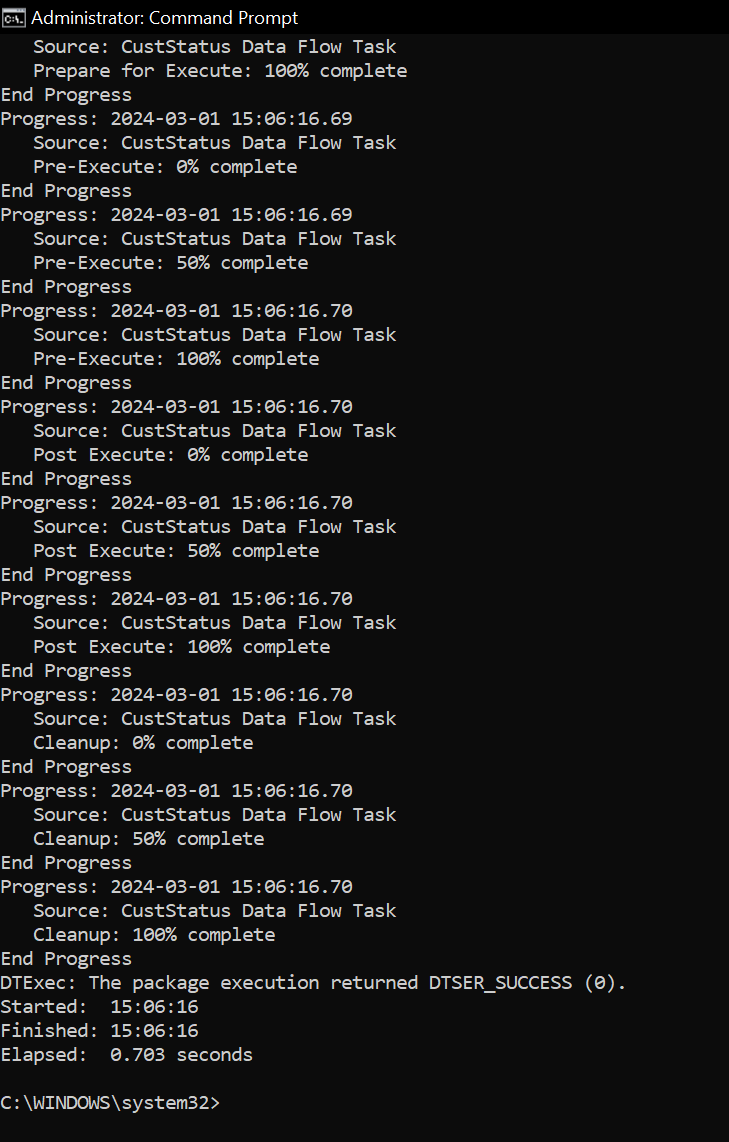 Administrator: Command Prompt
   Source: CustStatus Data Flow Task
   Prepare for Execute: 100% complete
End Progress
Progress: 2024-03-01 15:06:16.69
   Source: CustStatus Data Flow Task
   Pre-Execute: 0% complete
End Progress
Progress: 2024-03-01 15:06:16.69
   Source: CustStatus Data Flow Task
   Pre-Execute: 50% complete
End Progress
Progress: 2024-03-01 15:06:16.70
   Source: CustStatus Data Flow Task
   Pre-Execute: 100% complete
End Progress
Progress: 2024-03-01 15:06:16.70
   Source: CustStatus Data Flow Task
   Post Execute: 0% complete
End Progress
Progress: 2024-03-01 15:06:16.70
   Source: CustStatus Data Flow Task
   Post Execute: 50% complete
End Progress
Progress: 2024-03-01 15:06:16.70
   Source: CustStatus Data Flow Task
   Post Execute: 100% complete
End Progress
Progress: 2024-03-01 15:06:16.70
   Source: CustStatus Data Flow Task
   Cleanup: 0% complete
End Progress
Progress: 2024-03-01 15:06:16.70
   Source: CustStatus Data Flow Task
   Cleanup: 50% complete
End Progress
Progress: 2024-03-01 15:06:16.70
   Source: CustStatus Data Flow Task
   Cleanup: 100% complete
End Progress
DTExec: The package execution returned DTSER_SUCCESS (0).
Started:  15:06:16
Finished: 15:06:16
Elapsed:  0.703 seconds

C:\WINDOWS\system32>